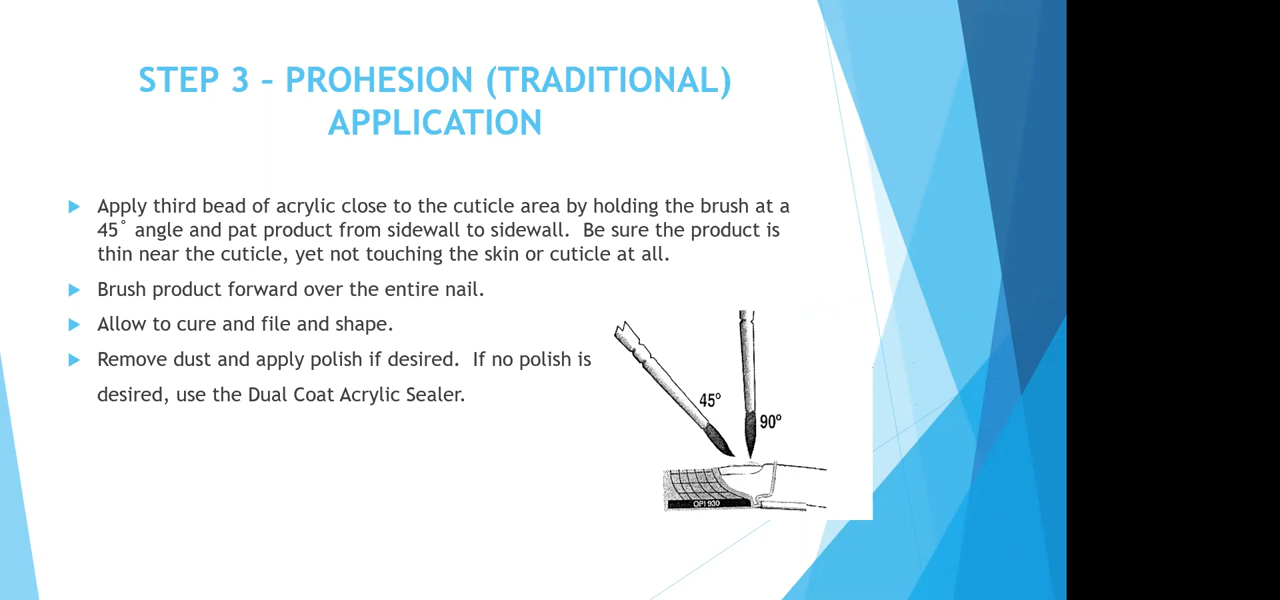 STEP 3 – PROHESION (TRADITIONAL)
APPLICATION
Apply third bead of acrylic close to the cuticle area by holding the brush at a
45˚ angle and pat product from sidewall to sidewall.  Be sure the product is
thin near the cuticle, yet not touching the skin or cuticle at all.
Brush product forward over the entire nail.
Allow to cure and file and shape.
Remove dust and apply polish if desired.  If no polish is
desired, use the Dual Coat Acrylic Sealer.
45º
90º
OPI 930